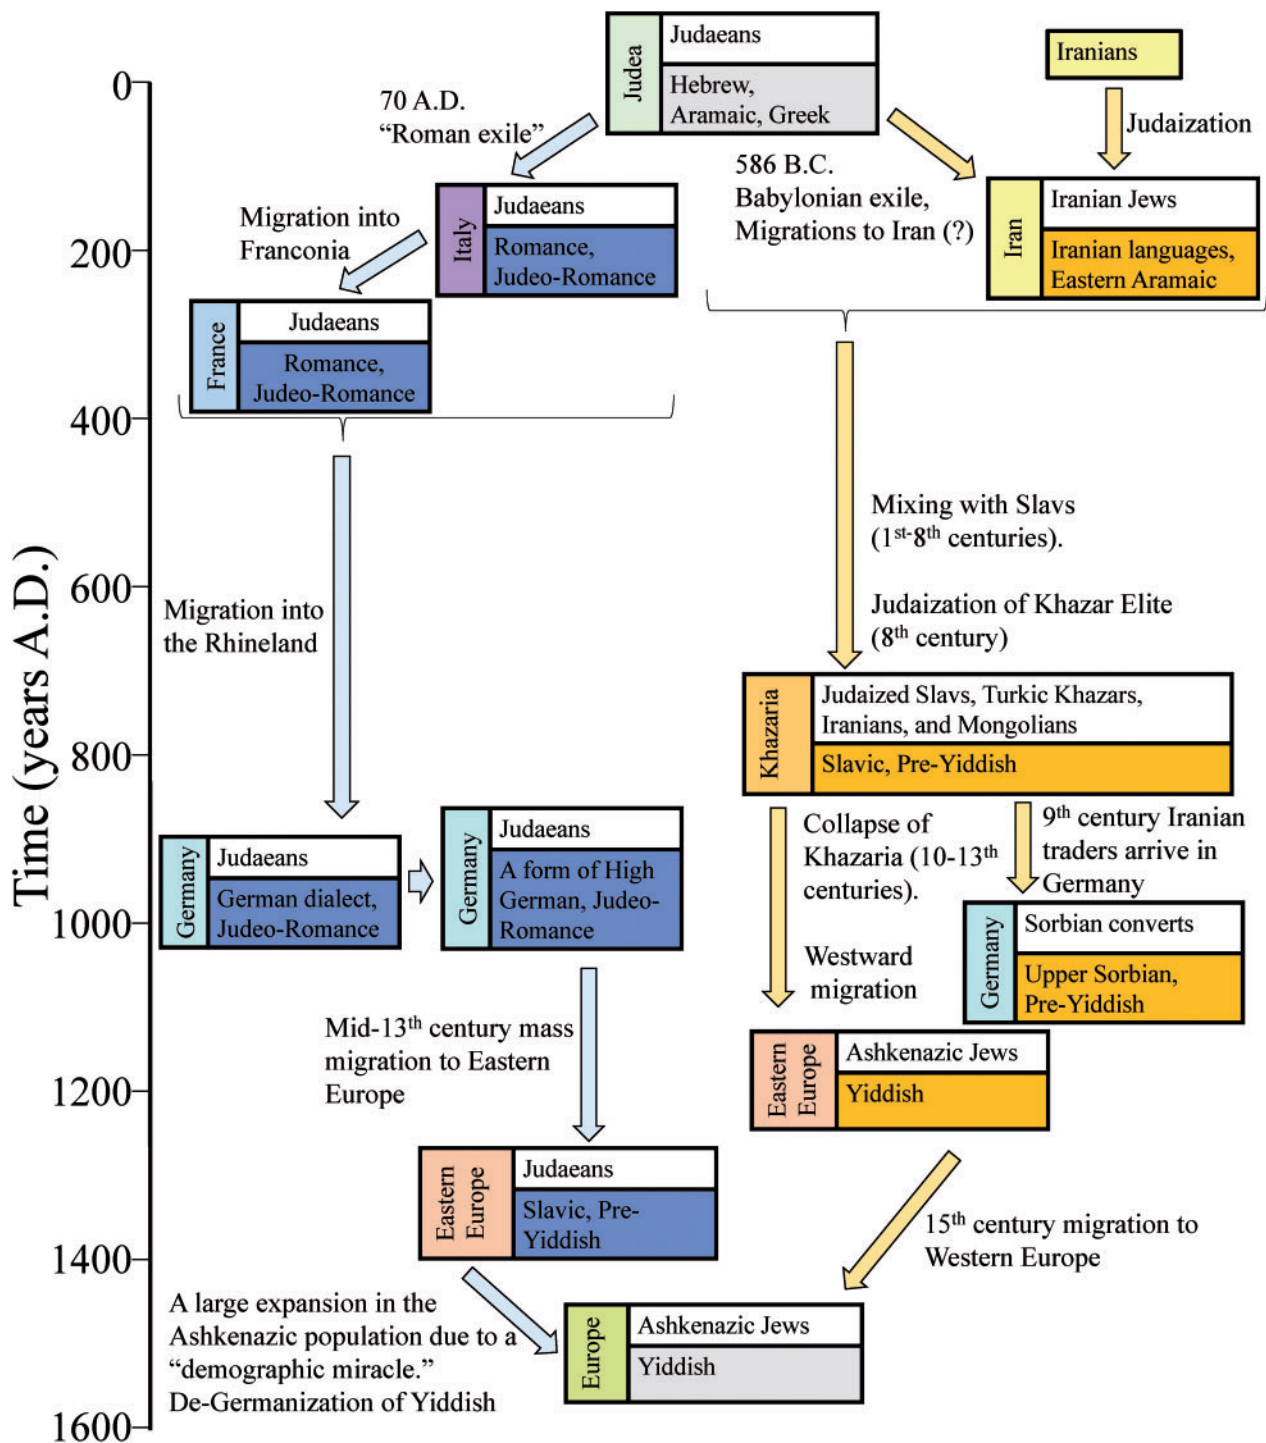 Judea
Judaeans
Hebrew,
Aramaic, Greek
Iranians
0
70 A.D.
“Roman exile”
Judaization
586 B.C.
Babylonian exile,
Migrations to Iran (?)
Iran
Iranian Jews
Iranian languages,
Eastern Aramaic
Italy
Judaeans
Romance,
Judeo-Romance
Migration into
Franconia
200
France
Judaeans
Romance,
Judeo-Romance
400
Mixing with Slavs
(1st-8th centuries).
600
Time (years A.D.)
Migration into
the Rhineland
Judaization of Khazar Elite
(8th century)
Khazaria
Judaized Slavs, Turkic Khazars,
Iranians, and Mongolians
Slavic, Pre-Yiddish
800
Germany
Judaeans
German dialect,
Judeo-Romance
Germany
Judaeans
A form of High
German, Judeo-
Romance
Collapse of
Khazaria (10-13th
centuries).
9th century Iranian
traders arrive in
Germany
1000
Westward
migration
Germany
Sorbian converts
Upper Sorbian,
Pre-Yiddish
Mid-13th century mass
migration to Eastern
Europe
Eastern
Europe
Ashkenazic Jews
Yiddish
1200
Eastern
Europe
Judaeans
Slavic, Pre-
Yiddish
15th century migration to
Western Europe
1400
A large expansion in the
Ashkenazic population due to a
“demographic miracle.”
De-Germanization of Yiddish
Europe
Ashkenazic Jews
Yiddish
1600